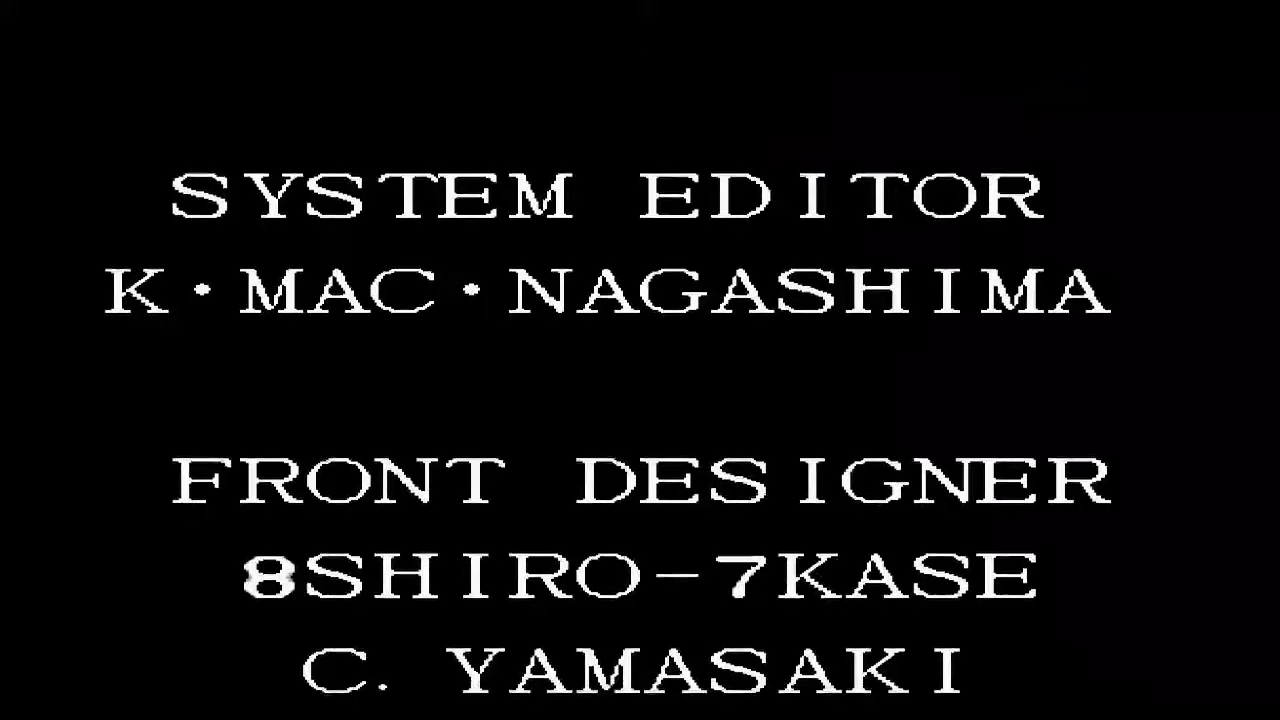 SYSTEM EDITOR
K·MAC·NAGASHIMA
FRONT DESIGNER
8SHIRO-7KASE
C. YAMASAKI